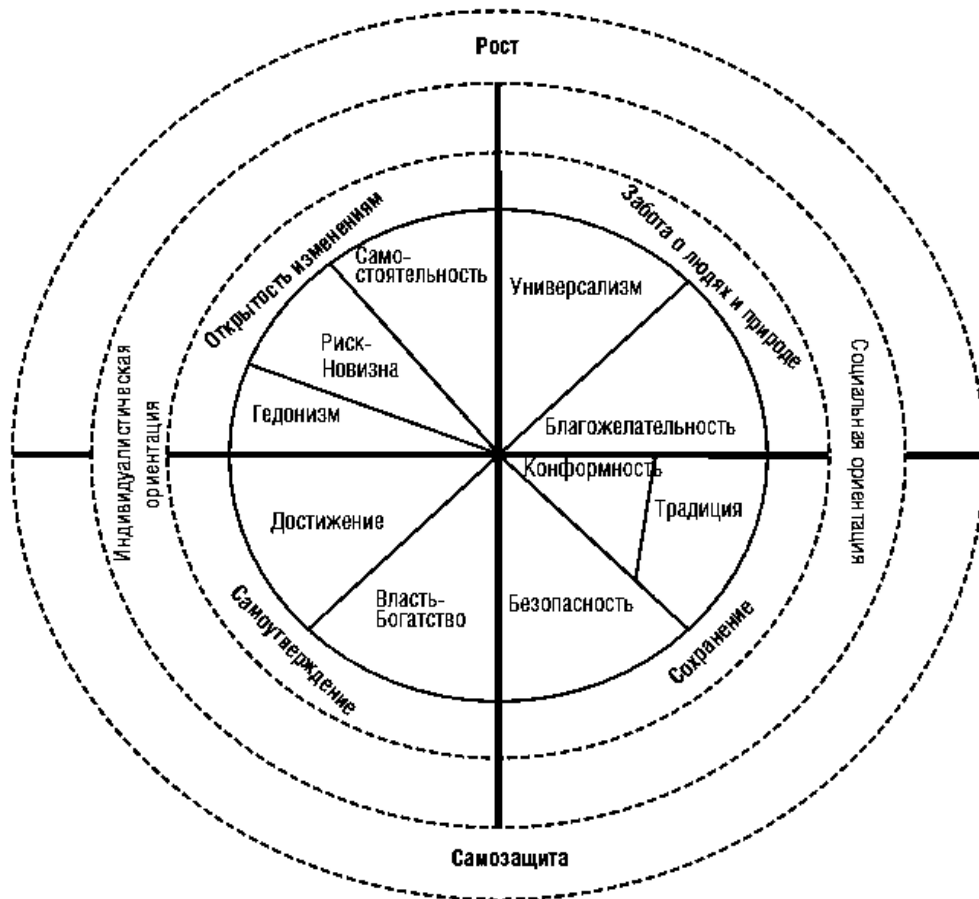 Рост
Забота о людях и природе
Открытость изменениям
Само-
стоятельность
Универсализм
Риск-
Новизна
Гедонизм
Благожелательность
Индивидуалистическая
ориентация
Социальная ориентация
Конформность
Традиция
Достижение
Власть-
Богатство
Безопасность
Самоутверждение
Сохранение
Самозащита